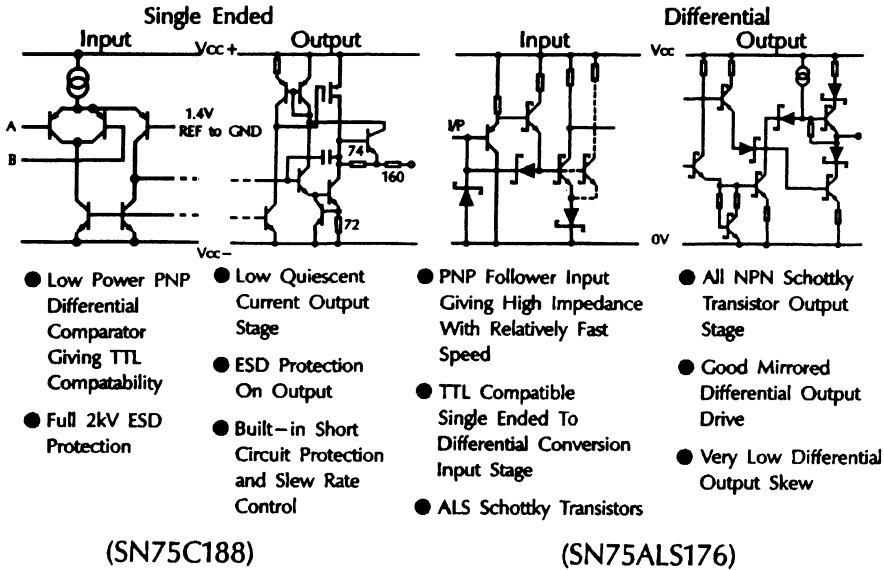 Single Ended
Differential
Input
Vcc +
Output
Input
Vcc
Output
A
1.4V
REF to GND
B
74
160
72
Vcc-
I/P
0V
● Low Power PNP
Differential
Comparator
Giving TTL
Compatability
● Full 2kV ESD
Protection
● Low Quiescent
Current Output
Stage
● ESD Protection
On Output
● Built-in Short
Circuit Protection
and Slew Rate
Control
● PNP Follower Input
Giving High Impedance
With Relatively Fast
Speed
● TTL Compatible
Single Ended To
Differential Conversion
Input Stage
● ALS Schottky Transistors
● All NPN Schottky
Transistor Output
Stage
● Good Mirrored
Differential Output
Drive
● Very Low Differential
Output Skew
(SN75C188)
(SN75ALS176)